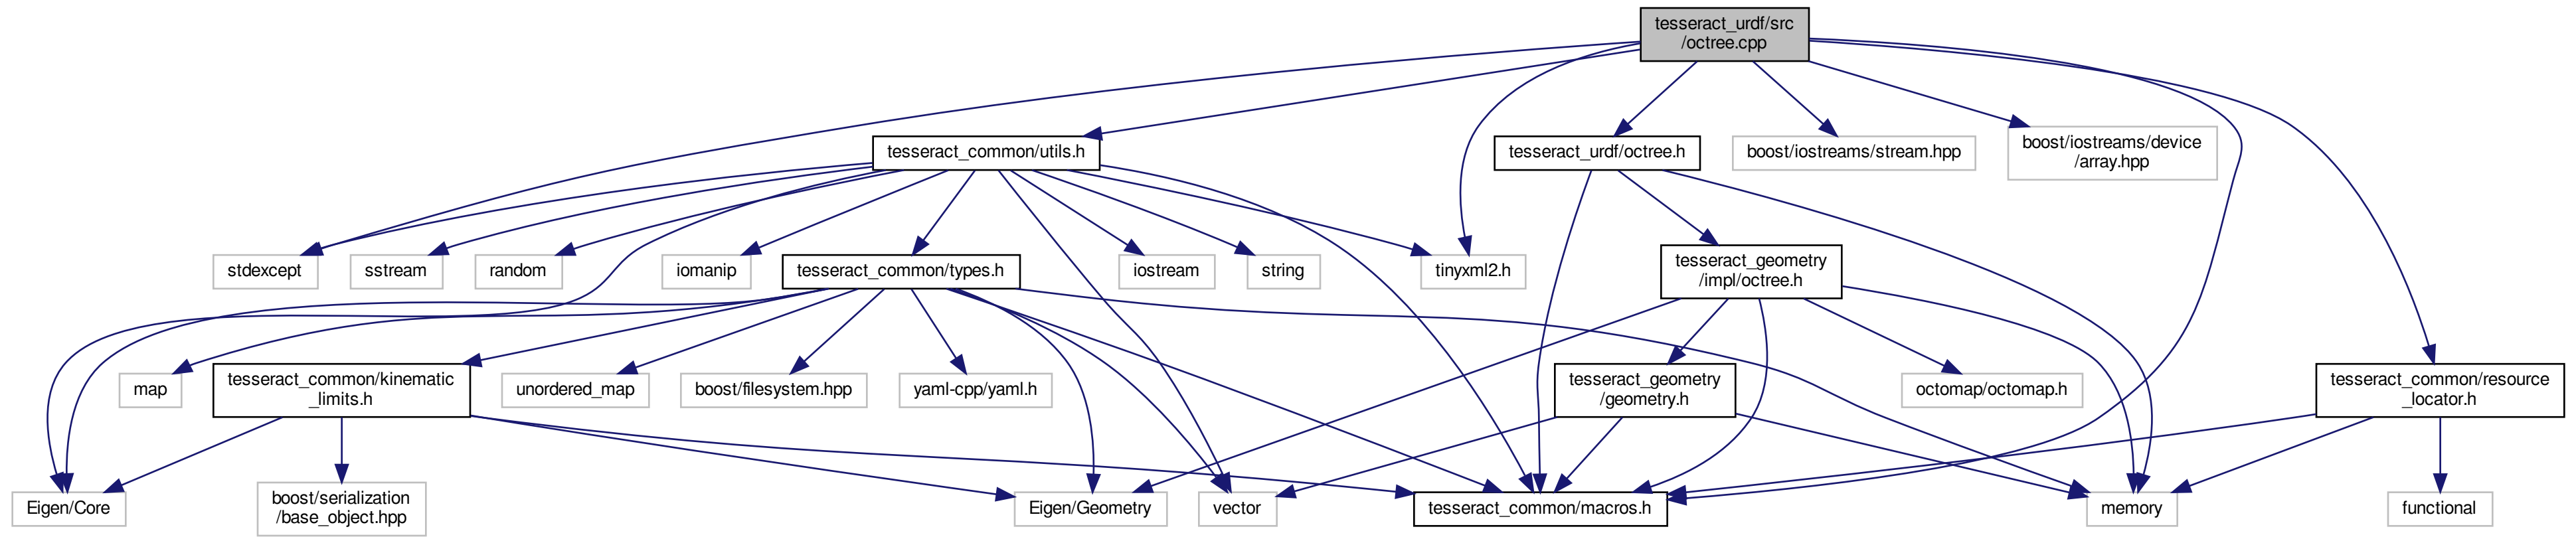 tesseract_urdf/src
/octree.cpp
tesseract_common/utils.h
tesseract_urdf/octree.h
boost/iostreams/stream.hpp
boost/iostreams/device
/array.hpp
stdexcept
sstream
random
iomanip
tesseract_common/types.h
iostream
string
tinyxml2.h
tesseract_geometry
/impl/octree.h
map
tesseract_common/kinematic
_limits.h
unordered_map
boost/filesystem.hpp
yaml-cpp/yaml.h
tesseract_geometry
/geometry.h
octomap/octomap.h
tesseract_common/resource
_locator.h
Eigen/Core
boost/serialization
/base_object.hpp
Eigen/Geometry
vector
tesseract_common/macros.h
memory
functional